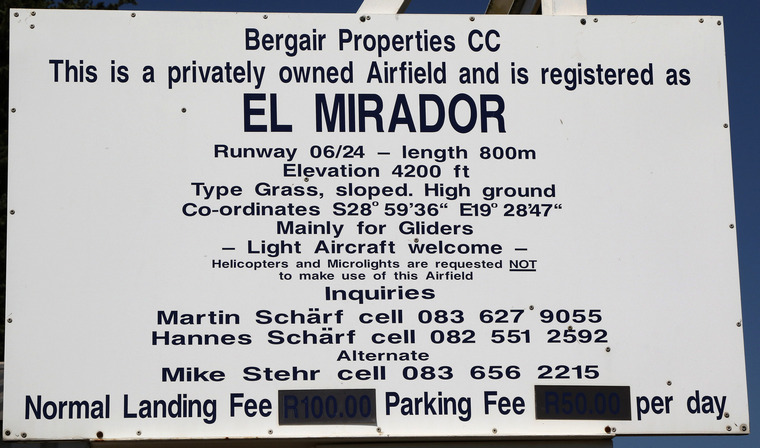 Bergair Properties CC
This is a privately owned Airfield and is registered as
EL MIRADOR
Runway 06/24 – length 800m
Elevation 4200 ft
Type Grass, sloped. High ground
Co-ordinates S28° 59'36“ E19° 28'47“
Mainly for Gliders
– Light Aircraft welcome –
Helicopters and Microlights are requested NOT
to make use of this Airfield
Inquiries
Martin Schärf cell 083 627 9055
Hannes Schärf cell 082 551 2592
Alternate
Mike Stehr cell 083 656 2215
Normal Landing Fee R100.00 Parking Fee R50.00 per day